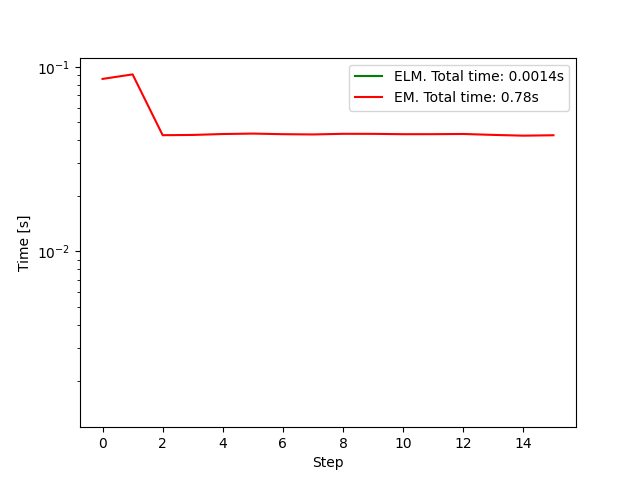 ELM. Total time: 0.0014s
EM. Total time: 0.78s
10⁻¹
10⁻²
Time [s]
0 2 4 6 8 10 12 14
Step